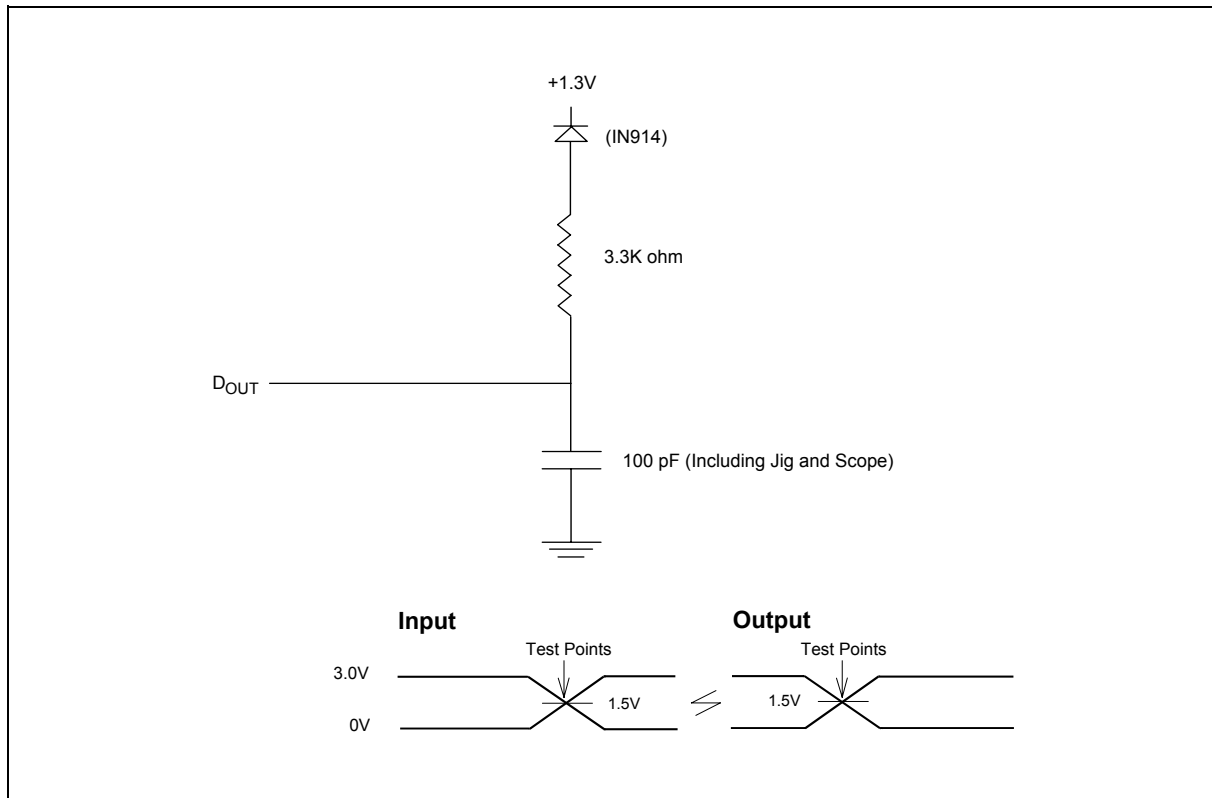 +1.3V
(IN914)
3.3K ohm
DOUT
100 pF (Including Jig and Scope)
Input
Output
Test Points
Test Points
3.0V
1.5V
1.5V
0V